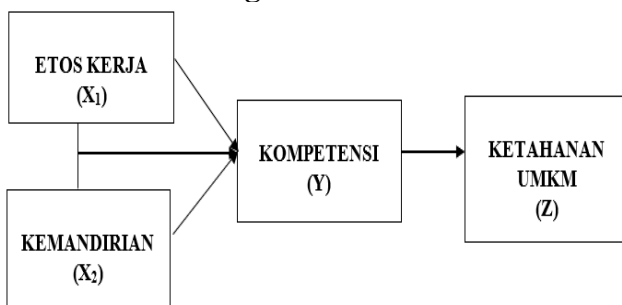 ETOS KERJA
(X₁)
KEMANDIRIAN
(X₂)
KOMPETENSI
(Y)
KETAHANAN
UMKM
(Z)